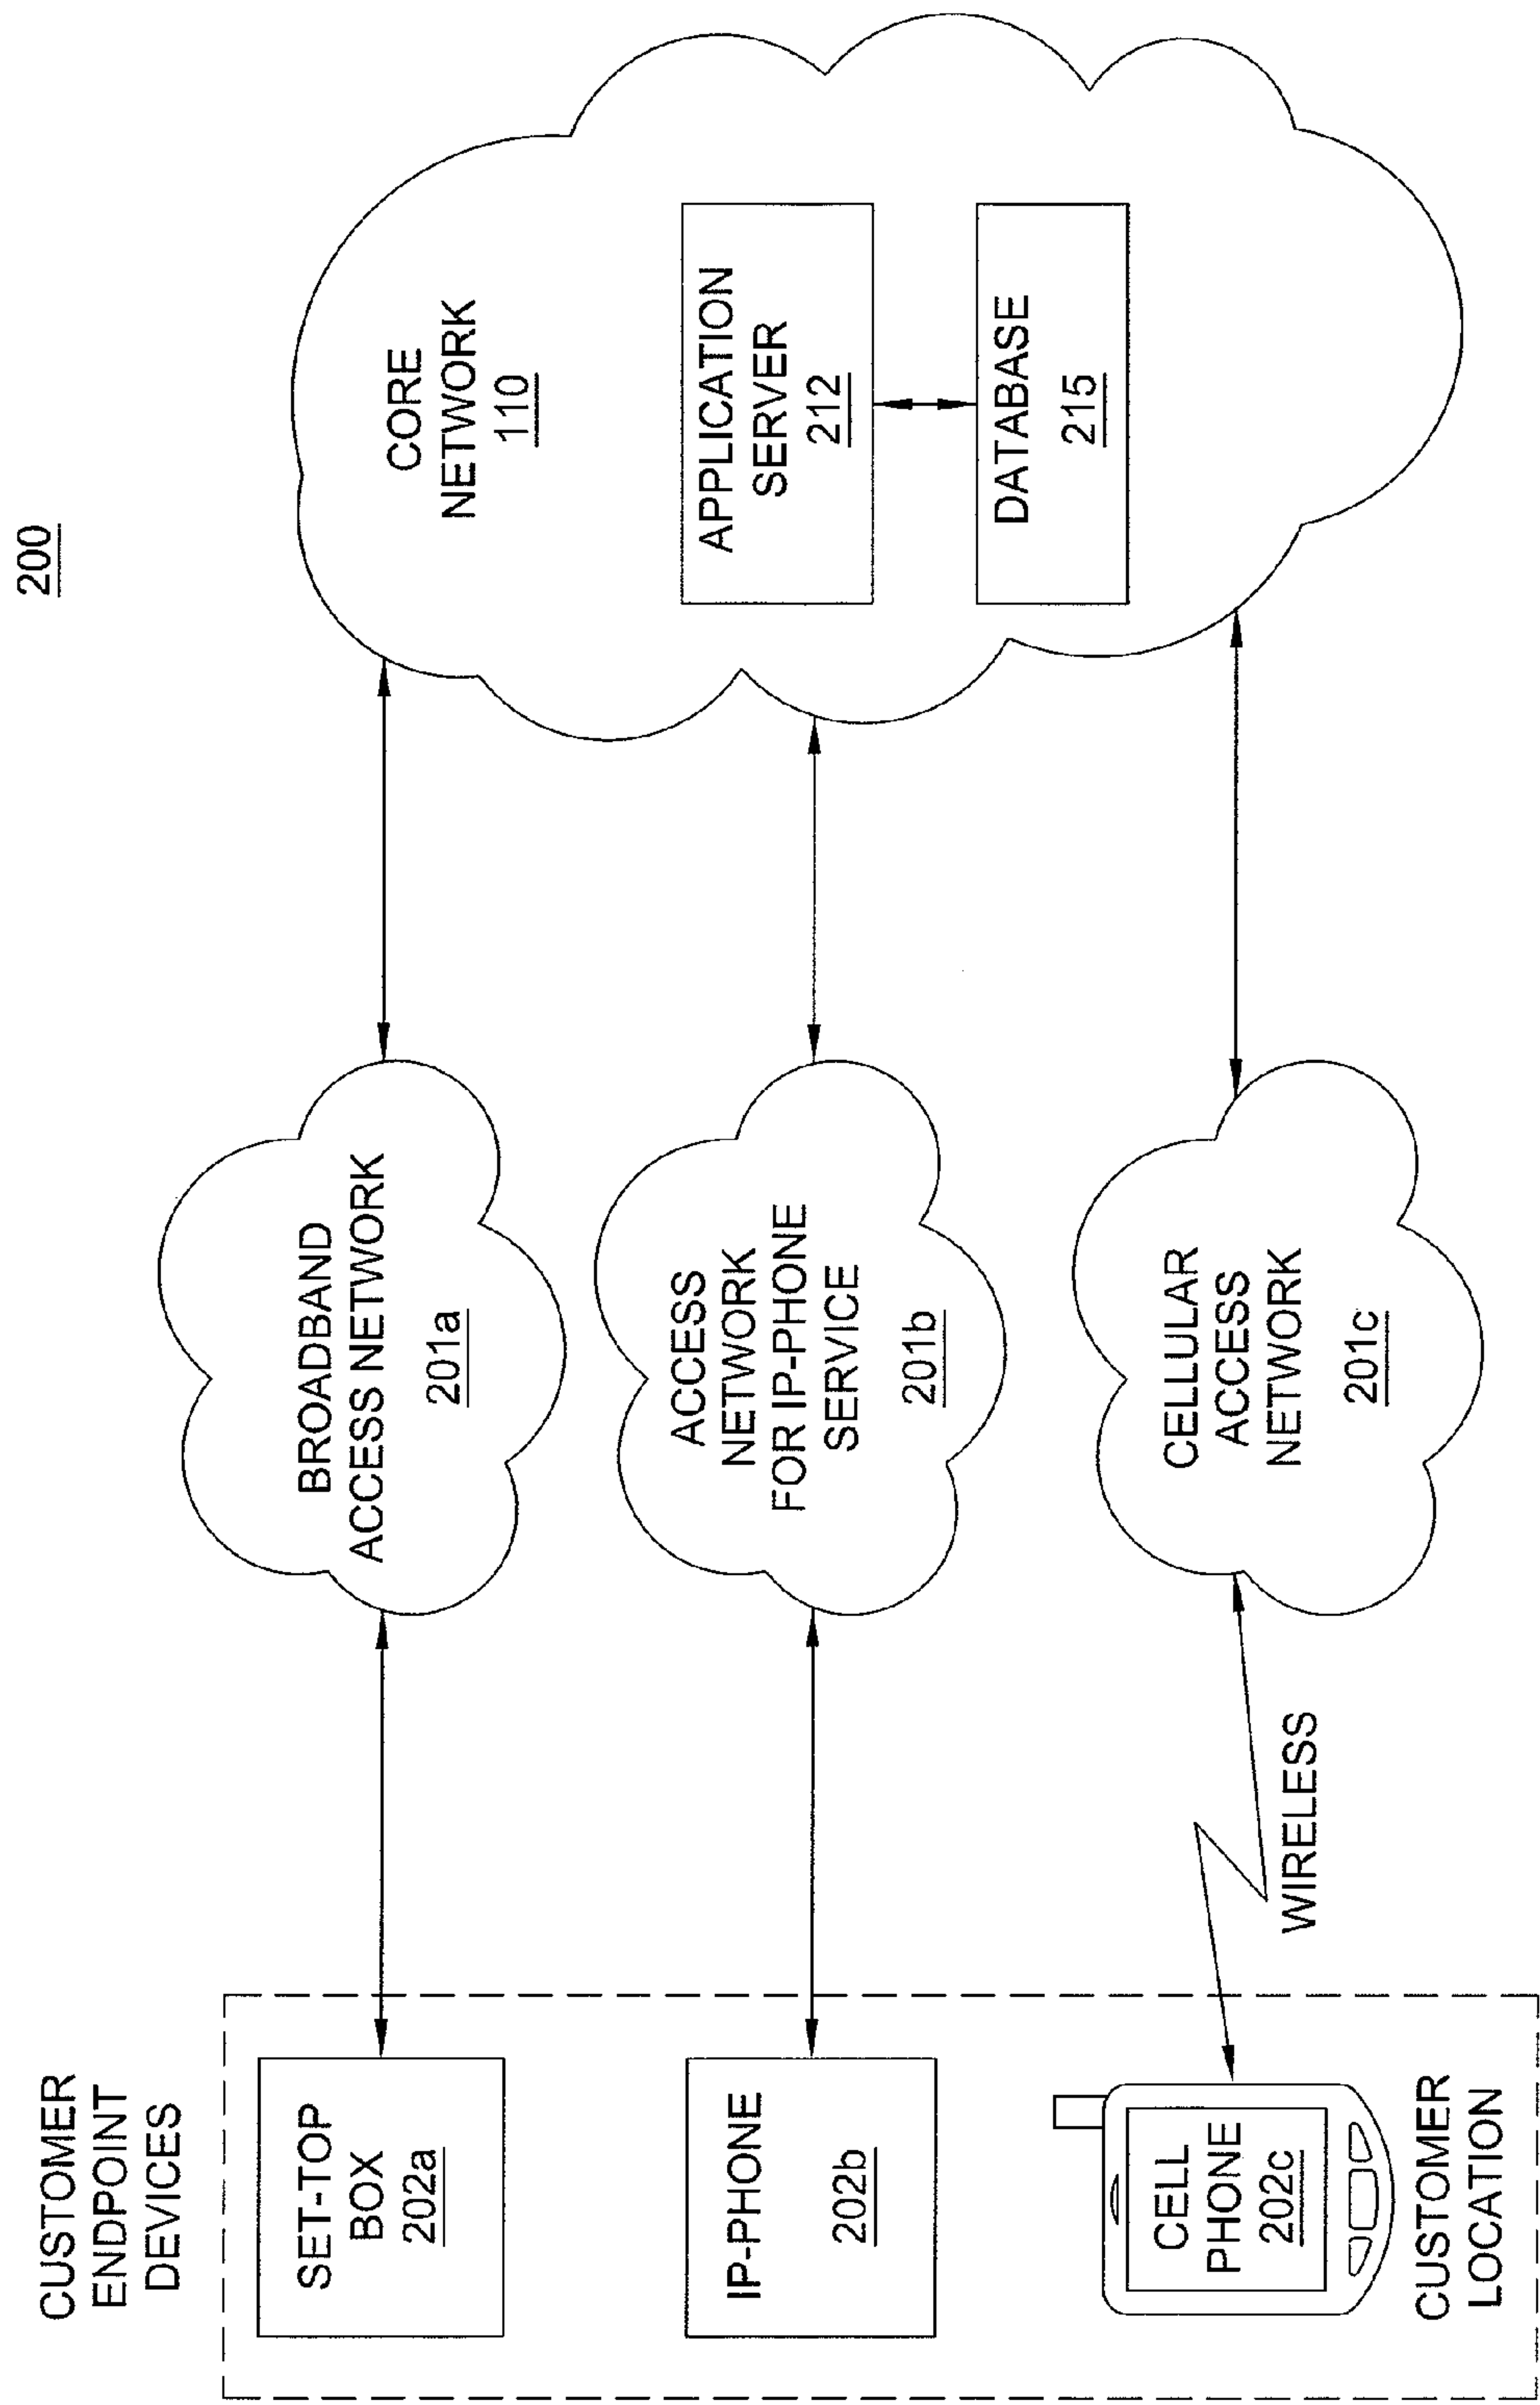 200
CUSTOMER
ENDPOINT
DEVICES
SET-TOP
BOX
202a
IP-PHONE
202b
CELL
PHONE
202c
CUSTOMER
LOCATION
WIRELESS
BROADBAND
ACCESS NETWORK
201a
ACCESS
NETWORK
FOR IP-PHONE
SERVICE
201b
CELLULAR
ACCESS
NETWORK
201c
CORE
NETWORK
110
APPLICATION
SERVER
212
DATABASE
215